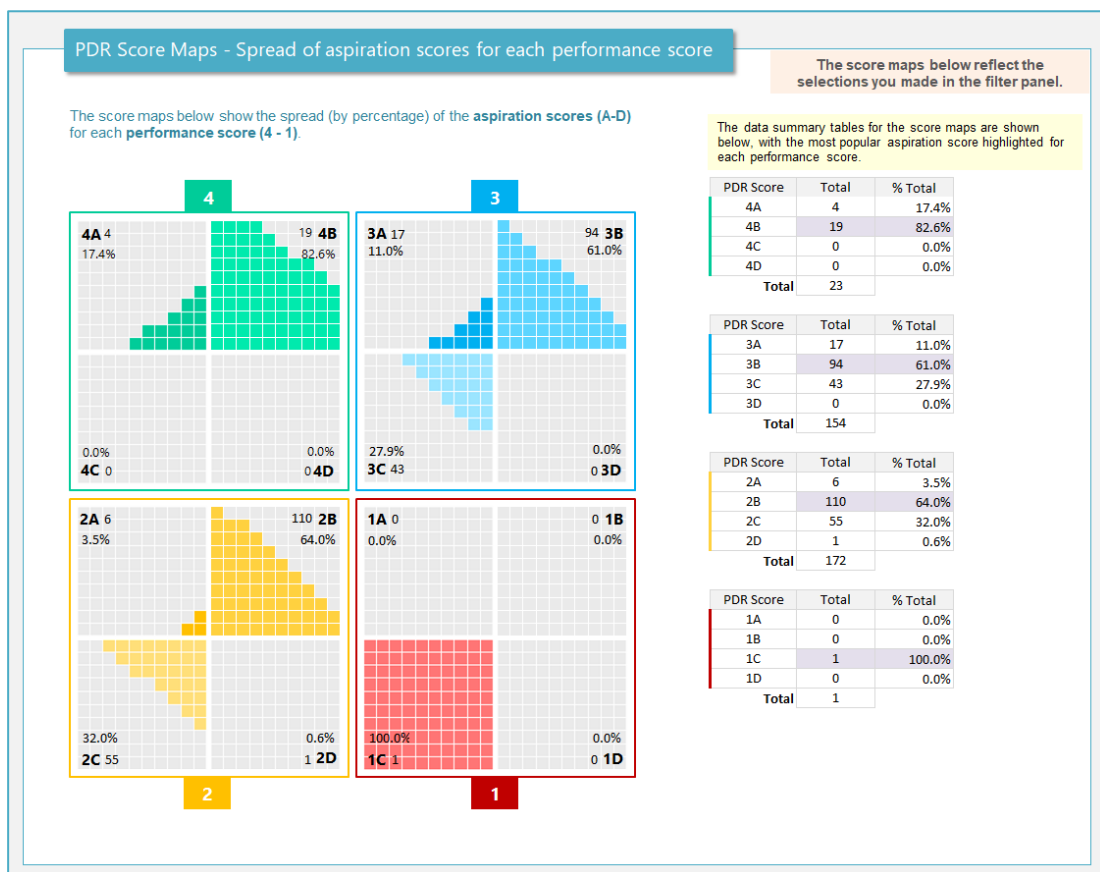 PDR Score Maps - Spread of aspiration scores for each performance score
The score maps below reflect the
selections you made in the filter panel.
The score maps below show the spread (by percentage) of the aspiration scores (A-D)
for each performance score (4 - 1).
The data summary tables for the score maps are shown
below, with the most popular aspiration score highlighted for
each performance score.
4
4A 4 19 4B
17.4% 82.6%
0.0% 0.0%
4C 0 0 4D
3
3A 17 94 3B
11.0% 61.0%
27.9% 0.0%
3C 43 0 3D
2A 6 110 2B
3.5% 64.0%
32.0% 0.6%
2C 55 1 2D
2
1A 0 0 1B
0.0% 0.0%
100.0% 0.0%
1C 1 0 1D
1
PDR Score Total % Total
4A 4 17.4%
4B 19 82.6%
4C 0 0.0%
4D 0 0.0%
Total 23
PDR Score Total % Total
3A 17 11.0%
3B 94 61.0%
3C 43 27.9%
3D 0 0.0%
Total 154
PDR Score Total % Total
2A 6 3.5%
2B 110 64.0%
2C 55 32.0%
2D 1 0.6%
Total 172
PDR Score Total % Total
1A 0 0.0%
1B 0 0.0%
1C 1 100.0%
1D 0 0.0%
Total 1